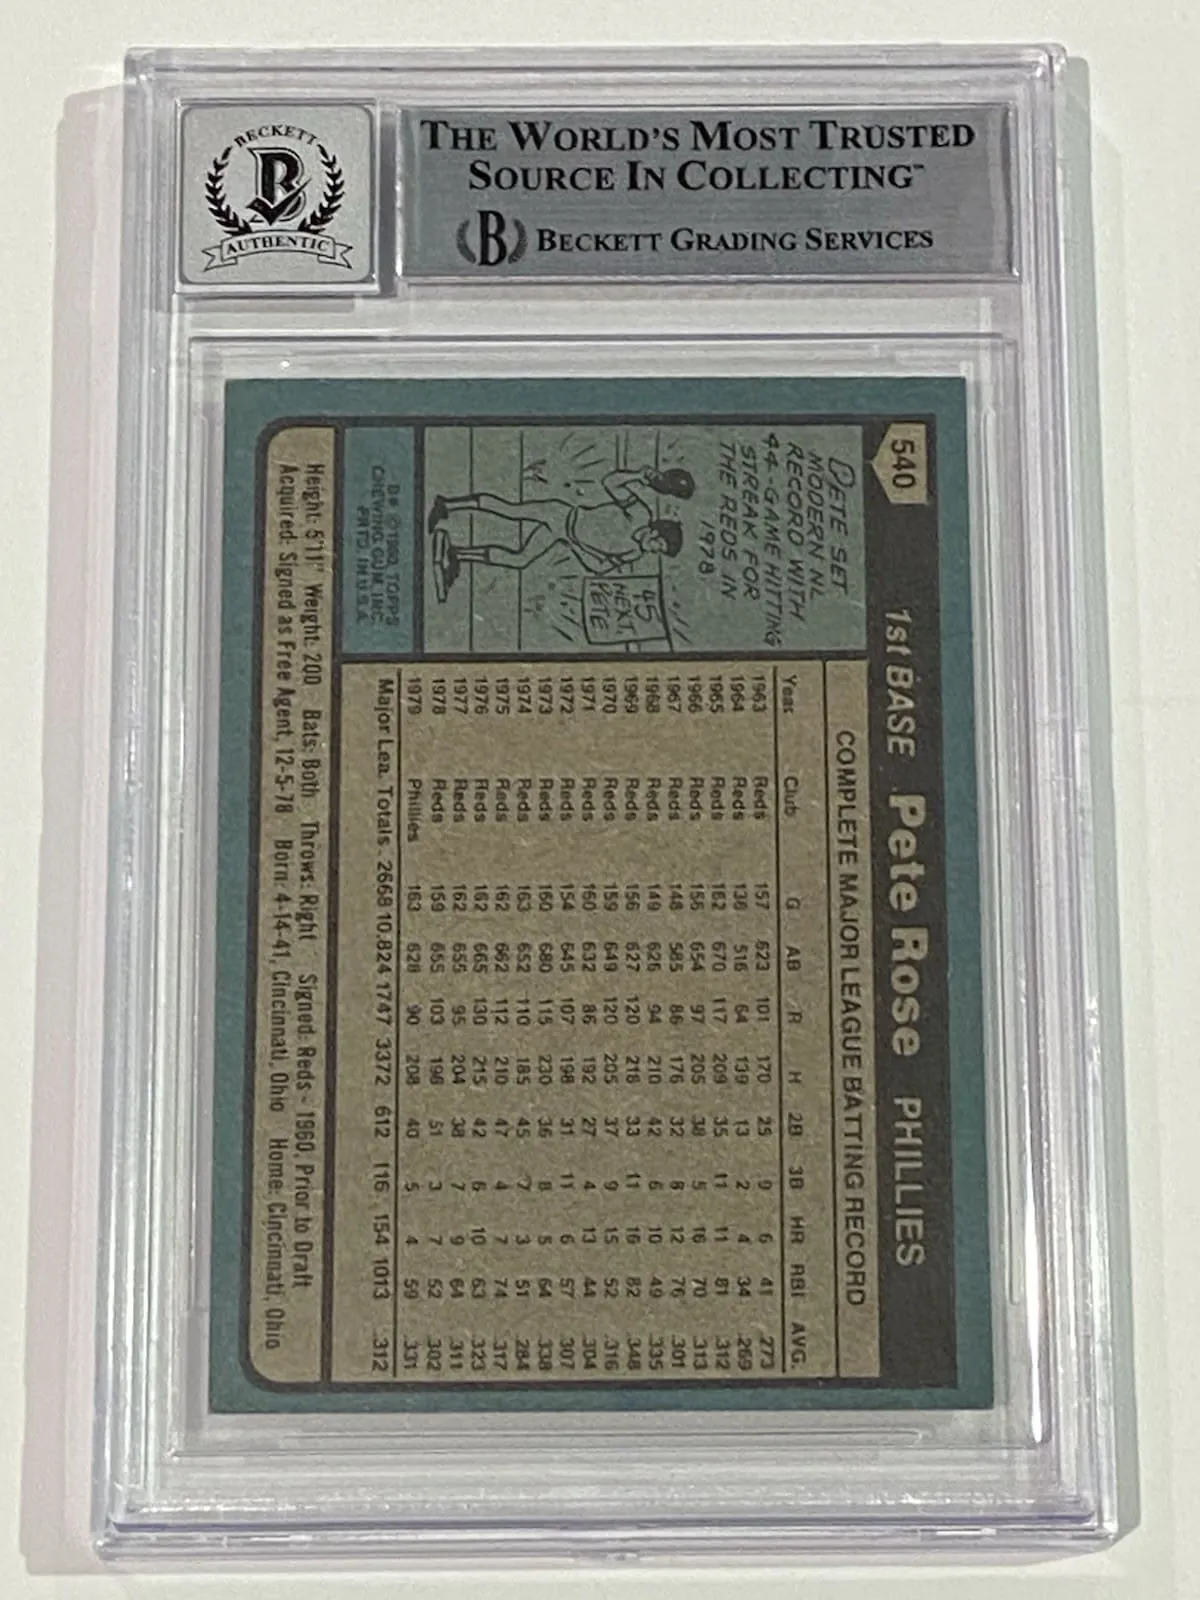 BECKETT
B
AUTHENTIC
THE WORLD'S MOST TRUSTED
SOURCE IN COLLECTING™
B BECKETT GRADING SERVICES
540
1st BASE Pete Rose PHILLIES
PETE SET
MODERN NL
RECORD WITH
44-GAME HITTING
STREAK FOR
THE REDS IN
1978
45
NEXT,
PETE
©1980 TOPPS
CHEWING GUM, INC.
PRTD. IN U.S.A.
COMPLETE MAJOR LEAGUE BATTING RECORD
Year Club G AB R H 2B 3B HR RBI AVG.
1963 Reds 157 623 101 170 25 9 6 41 .273
1964 Reds 136 516 64 139 13 2 4 34 .269
1965 Reds 162 670 117 209 35 11 11 81 .312
1966 Reds 156 654 97 205 38 5 16 70 .313
1967 Reds 148 585 86 176 32 8 12 76 .301
1968 Reds 149 626 94 210 42 6 10 49 .335
1969 Reds 156 627 120 218 33 11 16 82 .348
1970 Reds 159 649 120 205 37 9 15 52 .316
1971 Reds 160 632 86 192 27 4 13 44 .304
1972 Reds 154 645 107 198 31 11 6 57 .307
1973 Reds 160 680 115 230 36 8 5 64 .338
1974 Reds 163 652 110 185 45 7 3 51 .284
1975 Reds 162 662 112 210 47 4 7 74 .317
1976 Reds 162 665 130 215 42 6 10 63 .323
1977 Reds 162 655 95 204 38 7 9 64 .311
1978 Reds 159 655 103 198 51 3 7 52 .302
1979 Phillies 163 628 90 208 40 5 4 59 .331
Major Lea. Totals 2668 10,824 1747 3372 612 116 154 1013 .312
Height: 5'11" Weight: 200 Bats: Both Throws: Right Signed: Reds - 1960, Prior to Draft
Acquired: Signed as Free Agent, 12-5-78 Born: 4-14-41, Cincinnati, Ohio Home: Cincinnati, Ohio